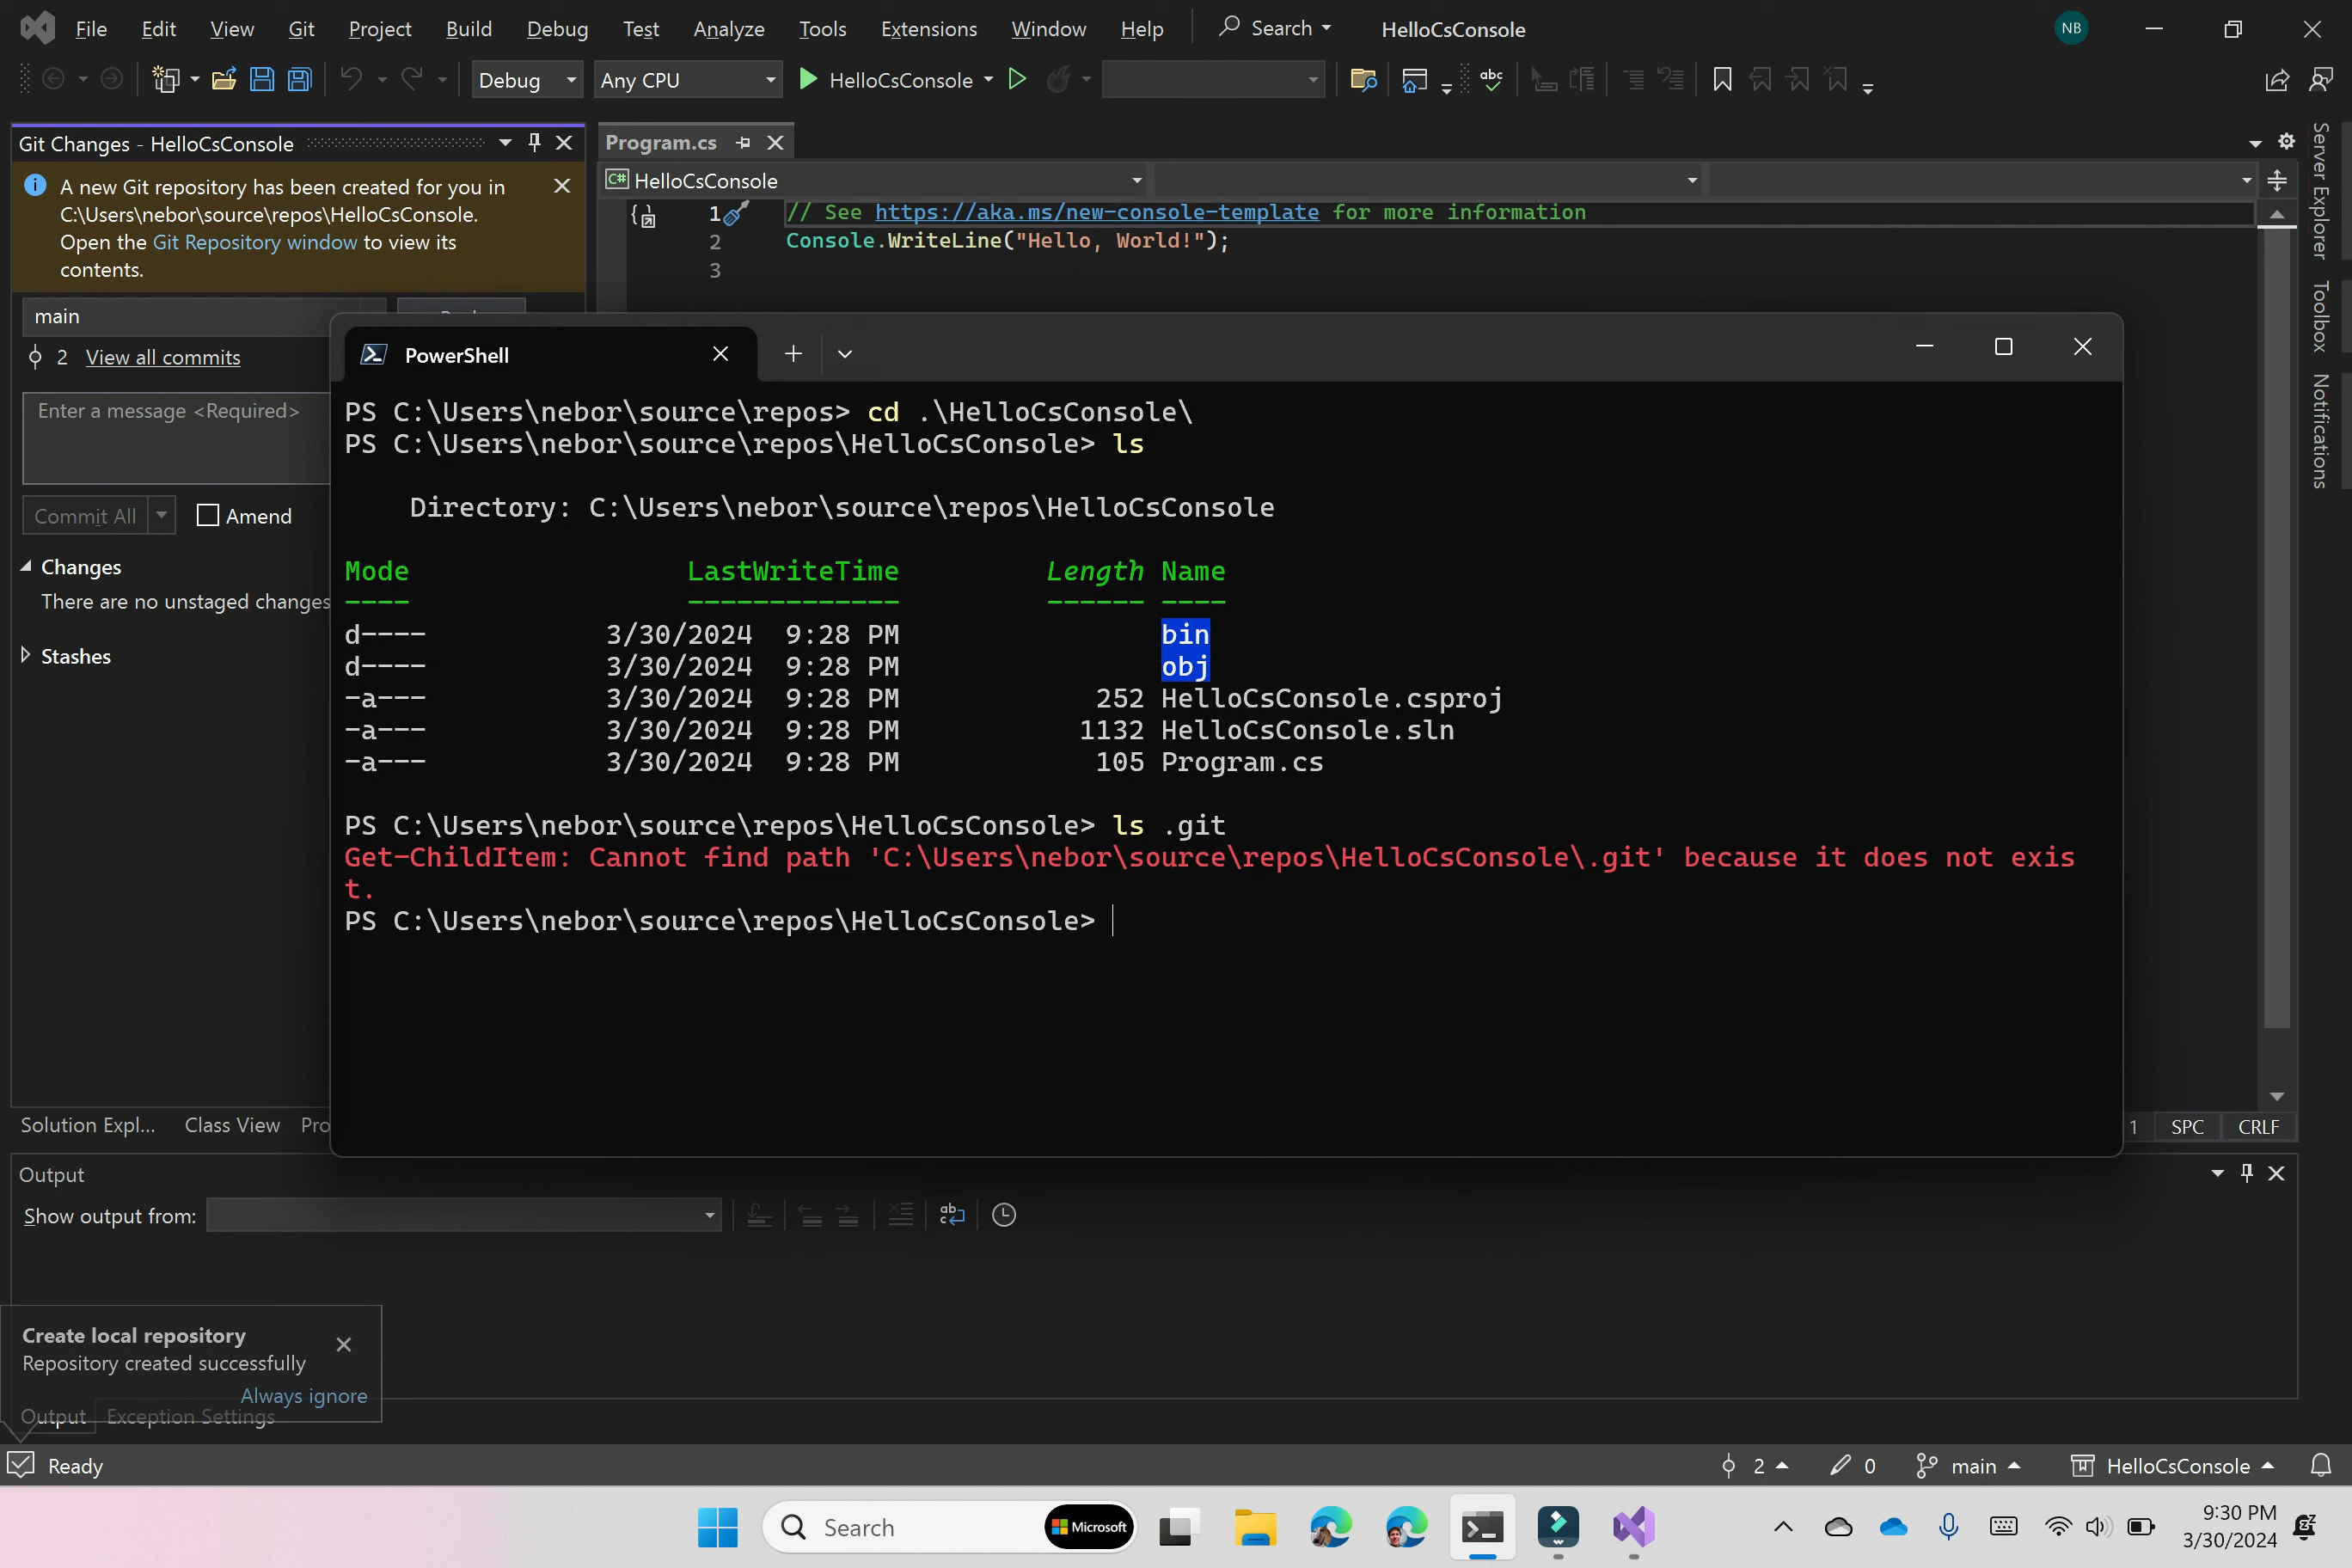 File Edit View Git Project Build Debug Test Analyze Tools Extensions Window Help Search HelloCsConsole NB
Debug Any CPU HelloCsConsole abc
Git Changes - HelloCsConsole
A new Git repository has been created for you in
C:\Users\nebor\source\repos\HelloCsConsole.
Open the Git Repository window to view its
contents.
main
2 View all commits
Enter a message <Required>
Commit All Amend
Changes
There are no unstaged changes
Stashes
Solution Expl... Class View Pro
Program.cs
C# HelloCsConsole
1 // See https://aka.ms/new-console-template for more information
2 Console.WriteLine("Hello, World!");
3
Server Explorer
Toolbox
Notifications
PowerShell
PS C:\Users\nebor\source\repos> cd .\HelloCsConsole\
PS C:\Users\nebor\source\repos\HelloCsConsole> ls
Directory: C:\Users\nebor\source\repos\HelloCsConsole
Mode LastWriteTime Length Name
---- ------------- ------ ----
d---- 3/30/2024 9:28 PM bin
d---- 3/30/2024 9:28 PM obj
-a--- 3/30/2024 9:28 PM 252 HelloCsConsole.csproj
-a--- 3/30/2024 9:28 PM 1132 HelloCsConsole.sln
-a--- 3/30/2024 9:28 PM 105 Program.cs
PS C:\Users\nebor\source\repos\HelloCsConsole> ls .git
Get-ChildItem: Cannot find path 'C:\Users\nebor\source\repos\HelloCsConsole\.git' because it does not exis
t.
PS C:\Users\nebor\source\repos\HelloCsConsole>
1 SPC CRLF
Output
Show output from:
Create local repository
Repository created successfully
Always ignore
Output Exception Settings
Ready 2 0 main HelloCsConsole
Search Microsoft
9:30 PM
3/30/2024